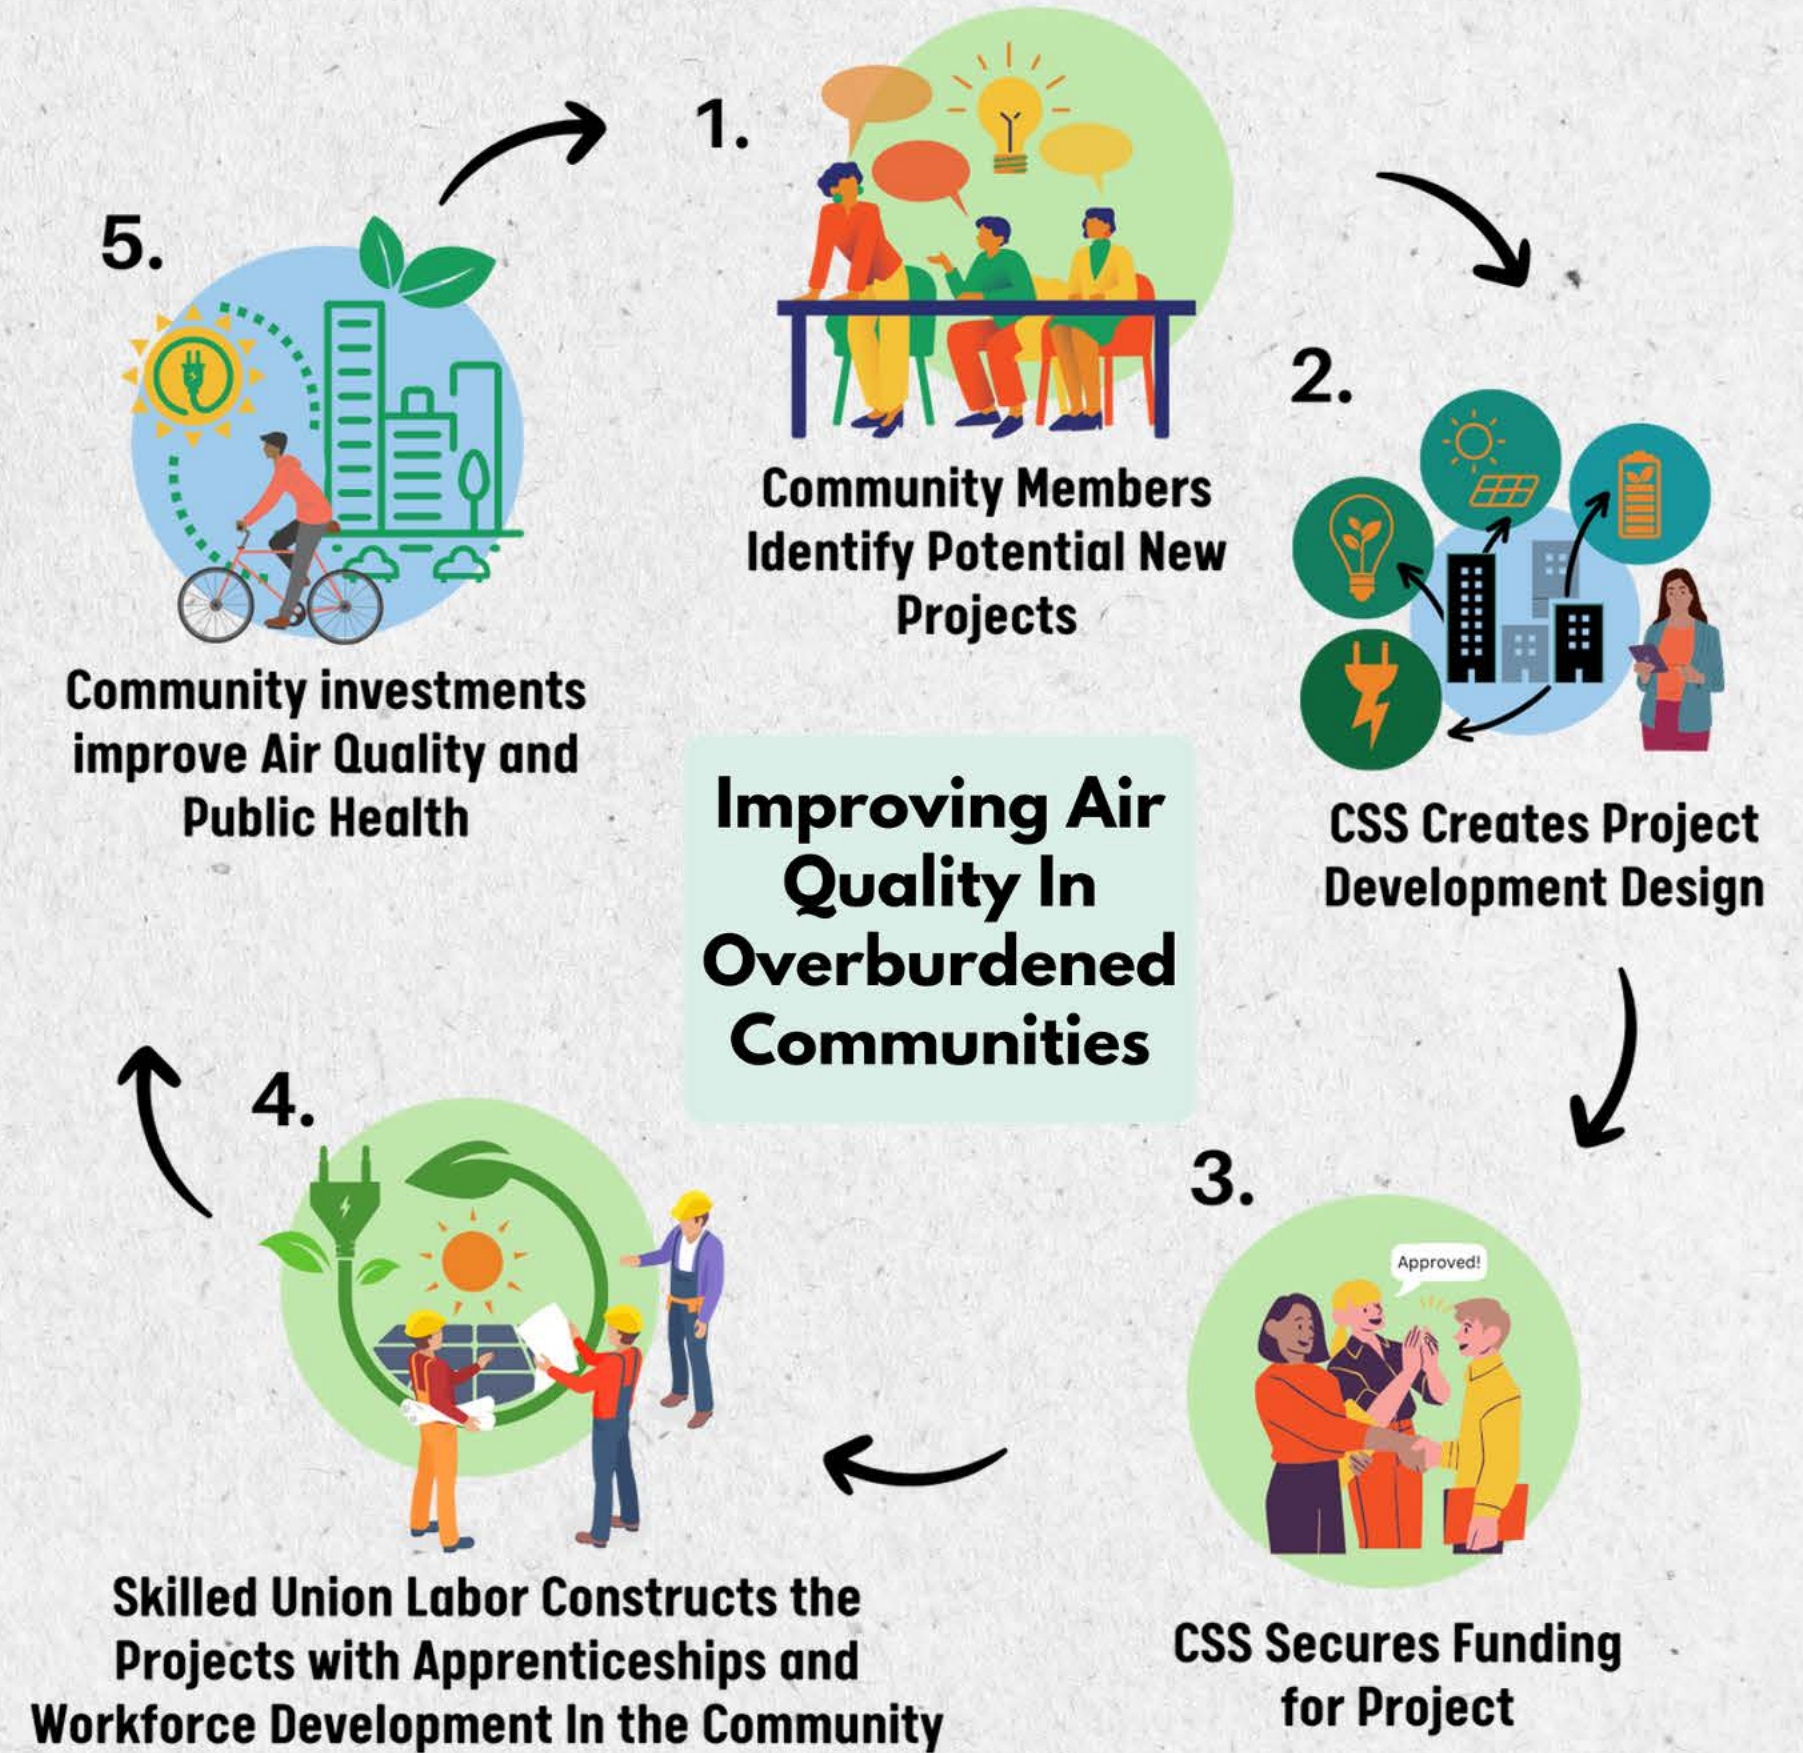 1.
Community Members
Identify Potential New
Projects
2.
CSS Creates Project
Development Design
3.
Approved!
CSS Secures Funding
for Project
4.
Skilled Union Labor Constructs the
Projects with Apprenticeships and
Workforce Development In the Community
5.
Community investments
improve Air Quality and
Public Health
Improving Air
Quality In
Overburdened
Communities